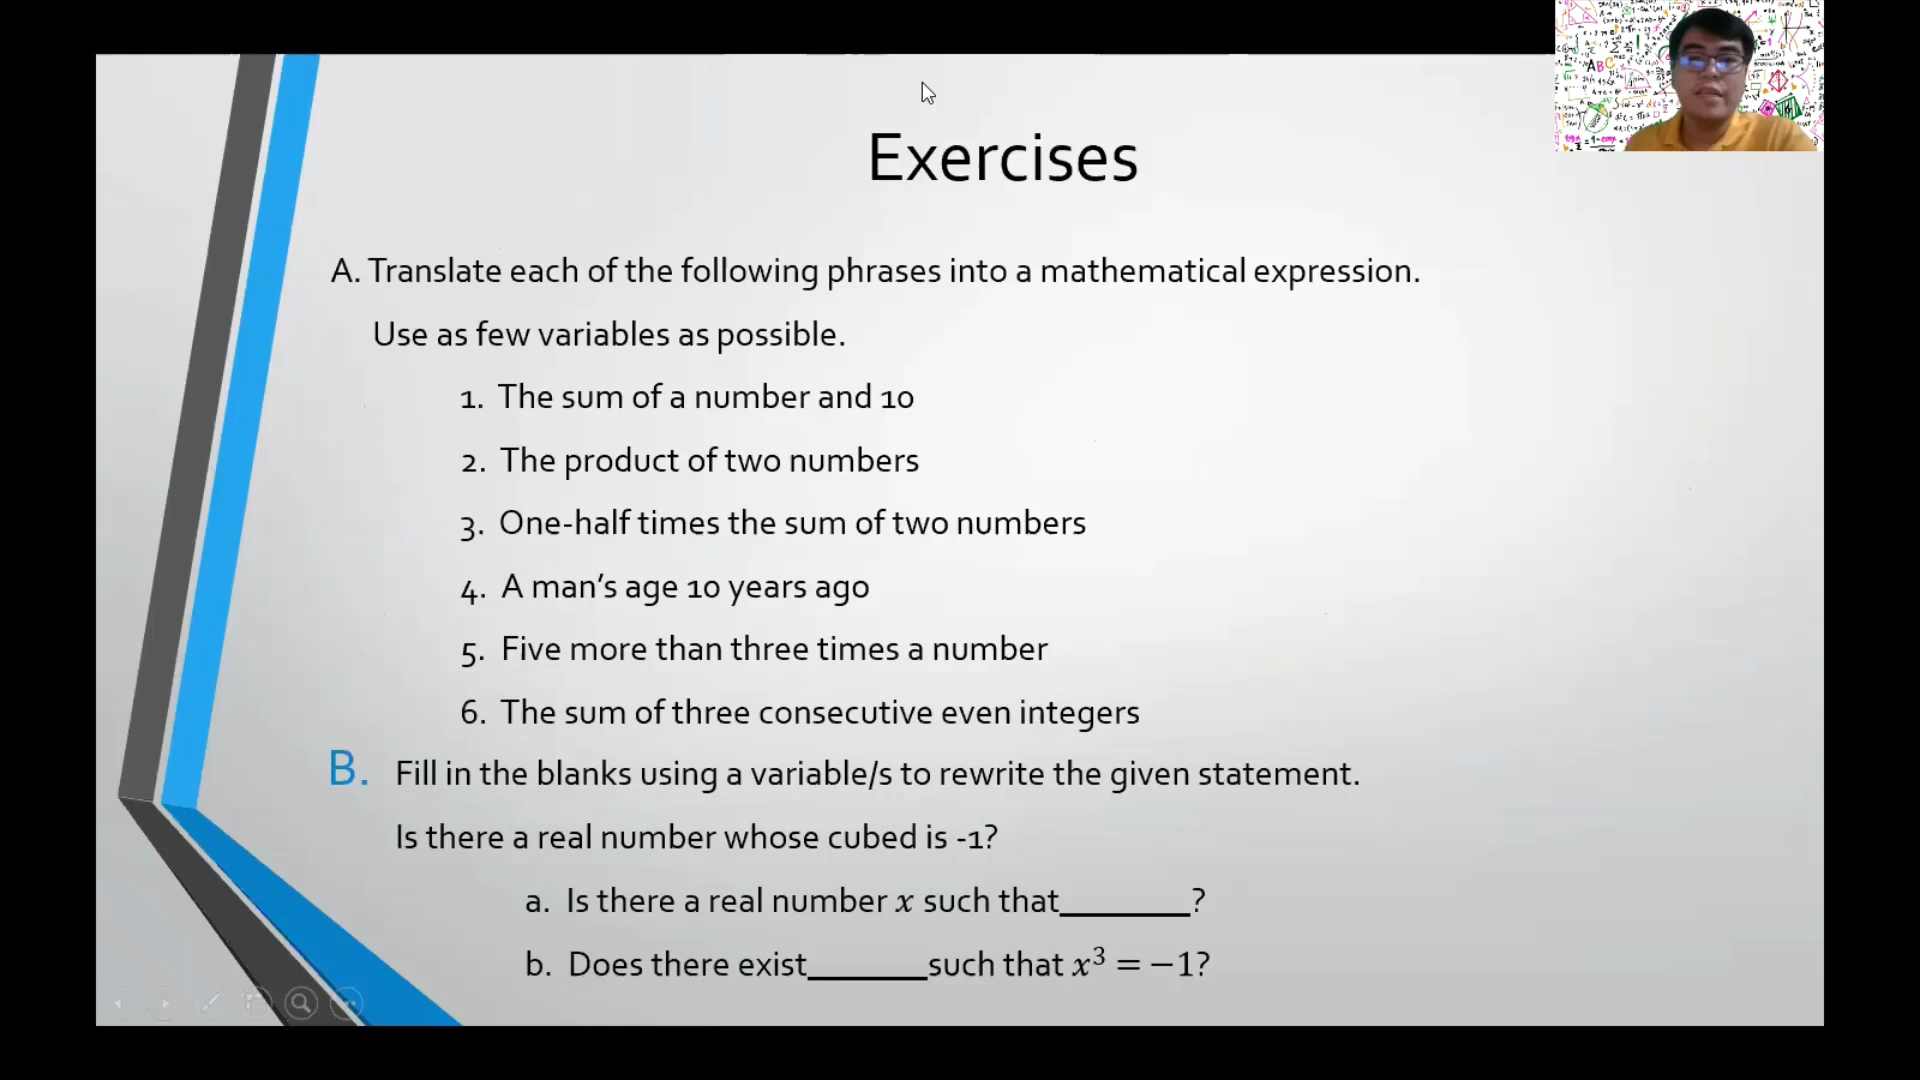 Exercises
A. Translate each of the following phrases into a mathematical expression.
Use as few variables as possible.
1. The sum of a number and 10
2. The product of two numbers
3. One-half times the sum of two numbers
4. A man's age 10 years ago
5. Five more than three times a number
6. The sum of three consecutive even integers
B. Fill in the blanks using a variable/s to rewrite the given statement.
Is there a real number whose cubed is -1?
a. Is there a real number x such that_______?
b. Does there exist_______such that x³ = −1?
ABC